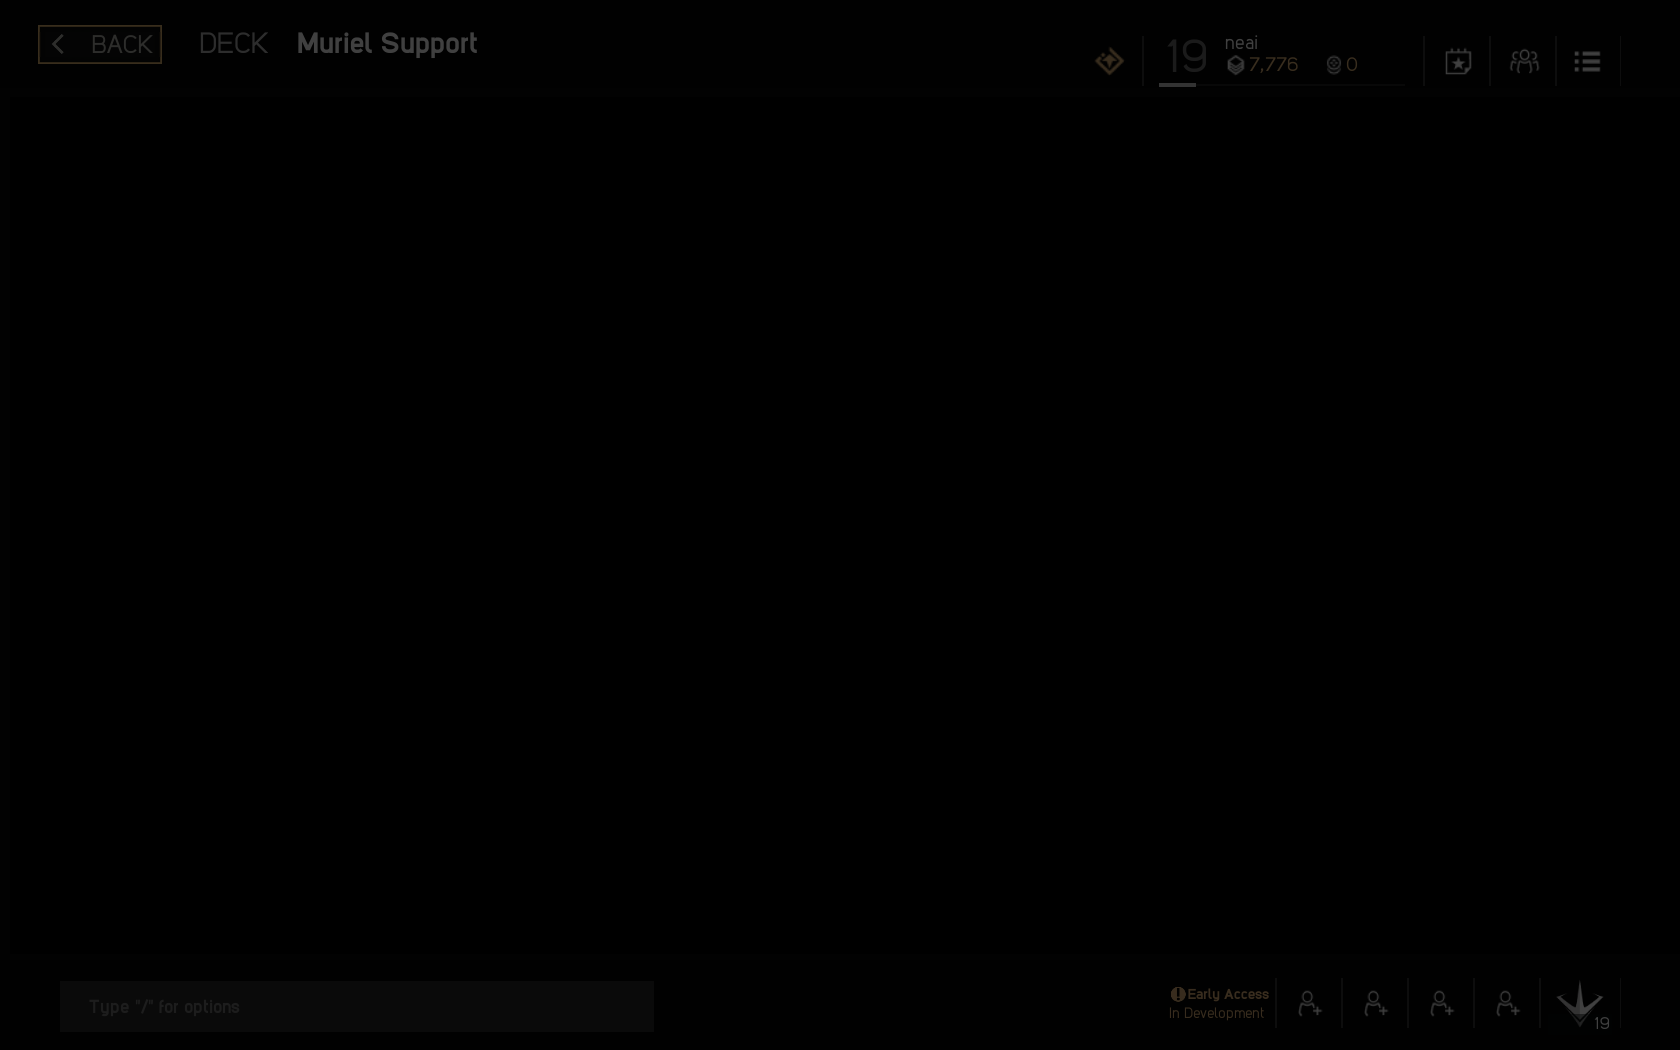 BACK DECK Muriel Support
19 neai
7,776 0
Type "/" for options
Early Access
In Development
19